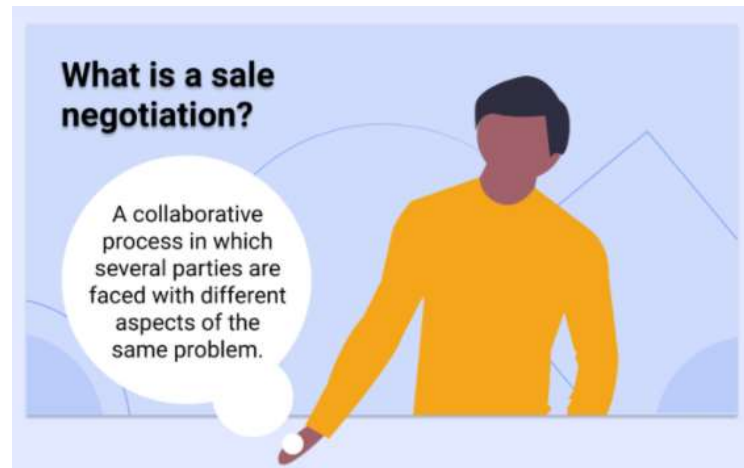 What is a sale
negotiation?
A collaborative
process in which
several parties are
faced with different
aspects of the
same problem.